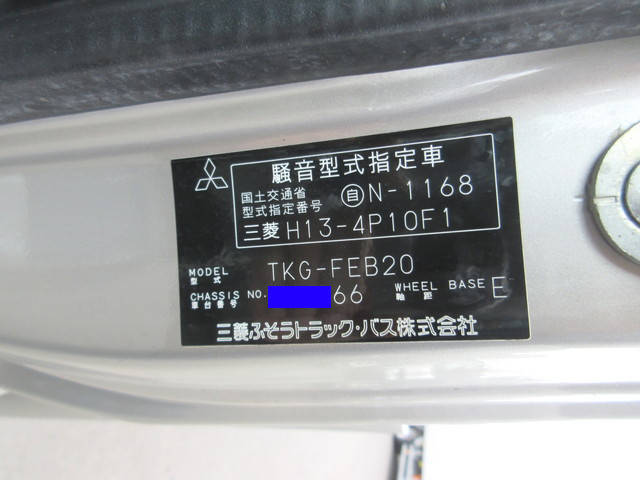 騒音型式指定車
国土交通省
型式指定番号 自N-1168
三菱 H13-4P10F1
MODEL
型式 TKG-FEB20
CHASSIS NO. 66 WHEEL BASE E
車台番号 軸距
三菱ふそうトラック・バス株式会社